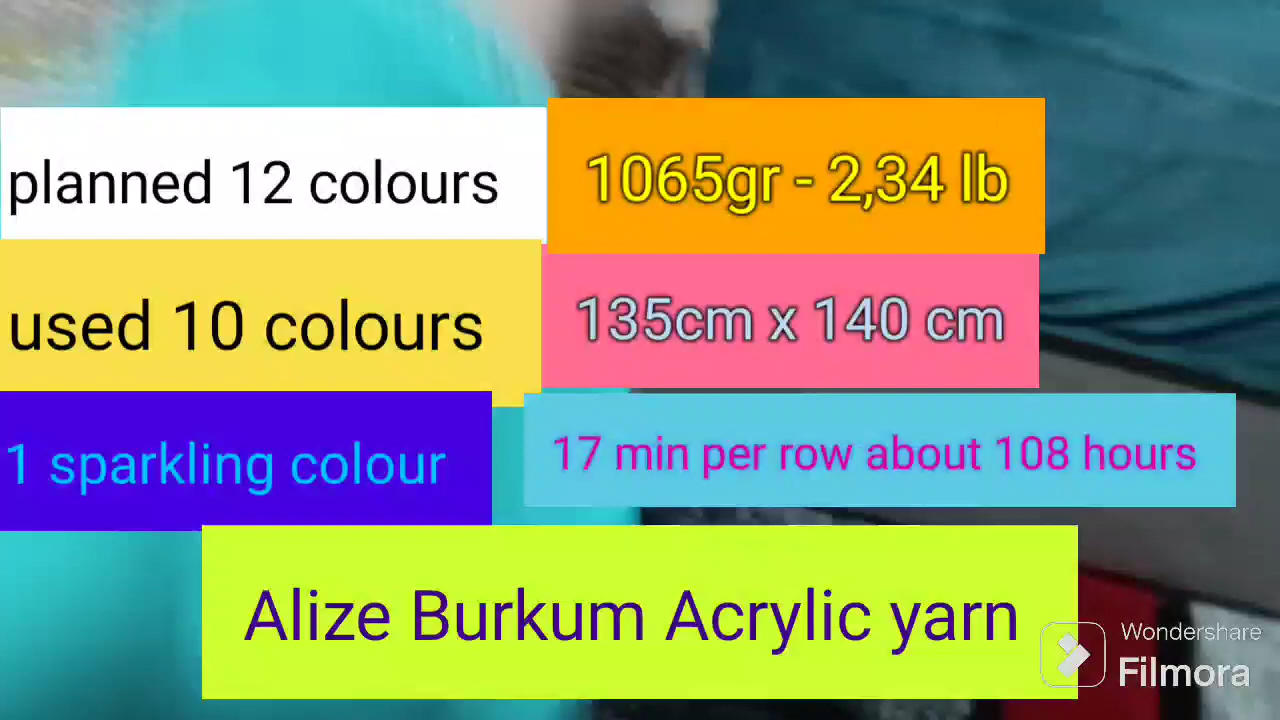 planned 12 colours
1065gr - 2,34 lb
used 10 colours
135cm x 140 cm
1 sparkling colour
17 min per row about 108 hours
Alize Burkum Acrylic yarn
Wondershare
Filmora